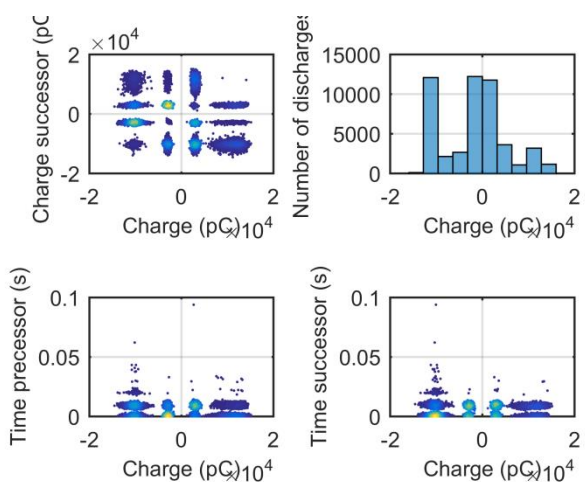 Charge successor (pC
×10⁴
2
0
-2
-2 0 2
Charge (pC)
×10⁴
Number of discharges
15000
10000
5000
0
-2 0 2
Charge (pC)
×10⁴
Time precessor (s)
0.1
0.05
0
-2 0 2
Charge (pC)
×10⁴
Time successor (s)
0.1
0.05
0
-2 0 2
Charge (pC)
×10⁴